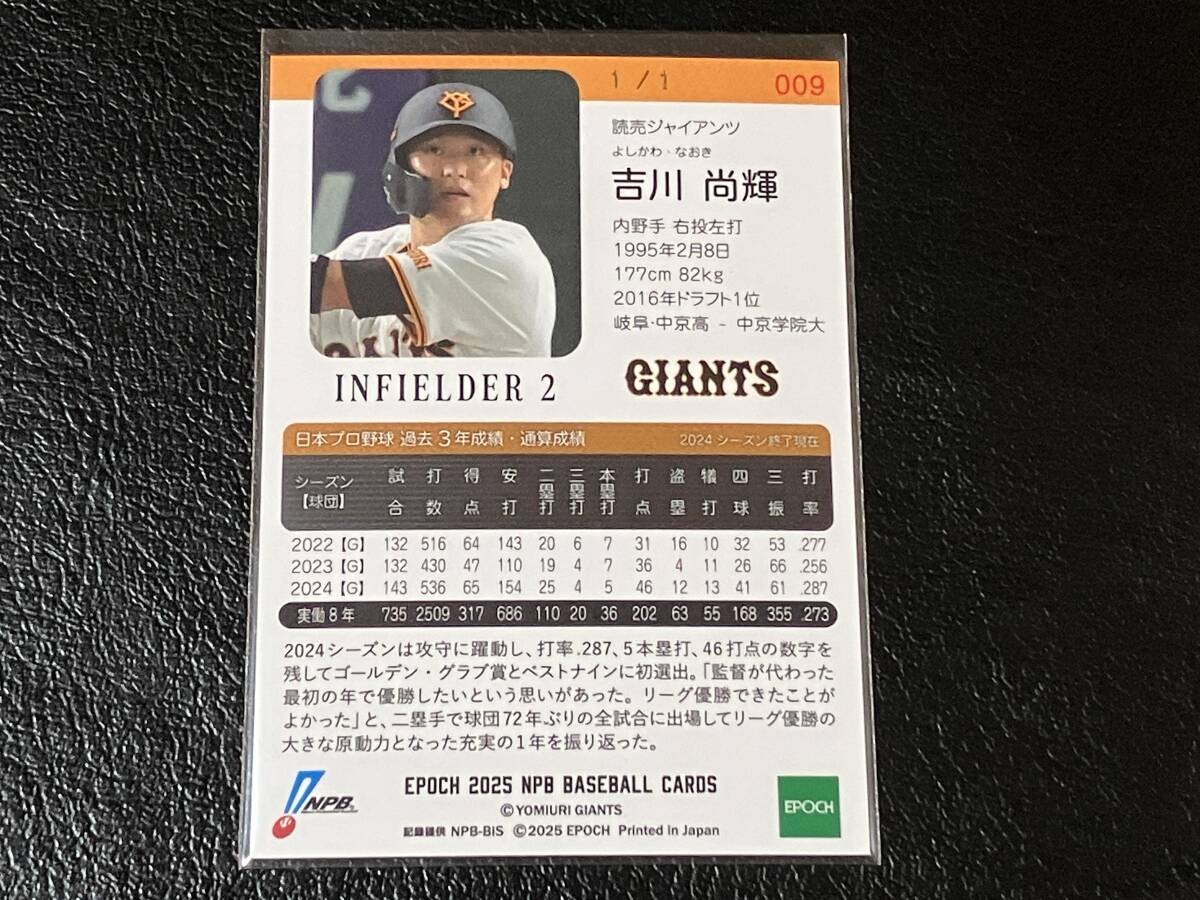 1 / 1
009
読売ジャイアンツ
よしかわ・なおき
吉川 尚輝
内野手 右投左打
1995年2月8日
177cm 82kg
2016年ドラフト1位
岐阜・中京高 － 中京学院大
INFIELDER 2
GIANTS
日本プロ野球 過去3年成績・通算成績 2024 シーズン終了現在
シーズン【球団】 試合 打数 得点 安打 二塁打 三塁打 本塁打 打点 盗塁 犠打 四球 三振 打率
2022【G】 132 516 64 143 20 6 7 31 16 10 32 53 .277
2023【G】 132 430 47 110 19 4 7 36 4 11 26 66 .256
2024【G】 143 536 65 154 25 4 5 46 12 13 41 61 .287
実働8年 735 2509 317 686 110 20 36 202 63 55 168 355 .273
2024シーズンは攻守に躍動し、打率.287、5本塁打、46打点の数字を
残してゴールデン・グラブ賞とベストナインに初選出。「監督が代わった
最初の年で優勝したいという思いがあった。リーグ優勝できたことが
よかった」と、二塁手で球団72年ぶりの全試合に出場してリーグ優勝の
大きな原動力となった充実の1年を振り返った。
NPB
EPOCH 2025 NPB BASEBALL CARDS
©YOMIURI GIANTS
記録提供 NPB-BIS ©2025 EPOCH Printed in Japan
EPOCH